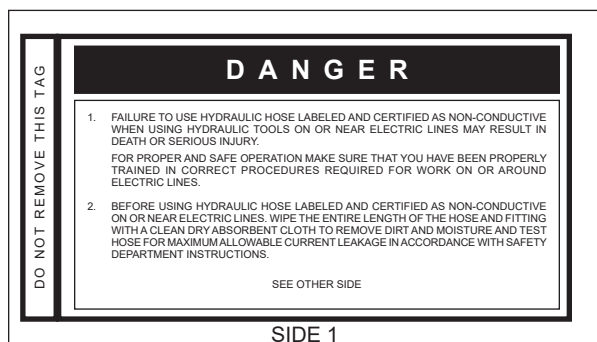 DO NOT REMOVE THIS TAG
DANGER
1. FAILURE TO USE HYDRAULIC HOSE LABELED AND CERTIFIED AS NON-CONDUCTIVE
WHEN USING HYDRAULIC TOOLS ON OR NEAR ELECTRIC LINES MAY RESULT IN
DEATH OR SERIOUS INJURY.
FOR PROPER AND SAFE OPERATION MAKE SURE THAT YOU HAVE BEEN PROPERLY
TRAINED IN CORRECT PROCEDURES REQUIRED FOR WORK ON OR AROUND
ELECTRIC LINES.
2. BEFORE USING HYDRAULIC HOSE LABELED AND CERTIFIED AS NON-CONDUCTIVE
ON OR NEAR ELECTRIC LINES. WIPE THE ENTIRE LENGTH OF THE HOSE AND FITTING
WITH A CLEAN DRY ABSORBENT CLOTH TO REMOVE DIRT AND MOISTURE AND TEST
HOSE FOR MAXIMUM ALLOWABLE CURRENT LEAKAGE IN ACCORDANCE WITH SAFETY
DEPARTMENT INSTRUCTIONS.
SEE OTHER SIDE
SIDE 1